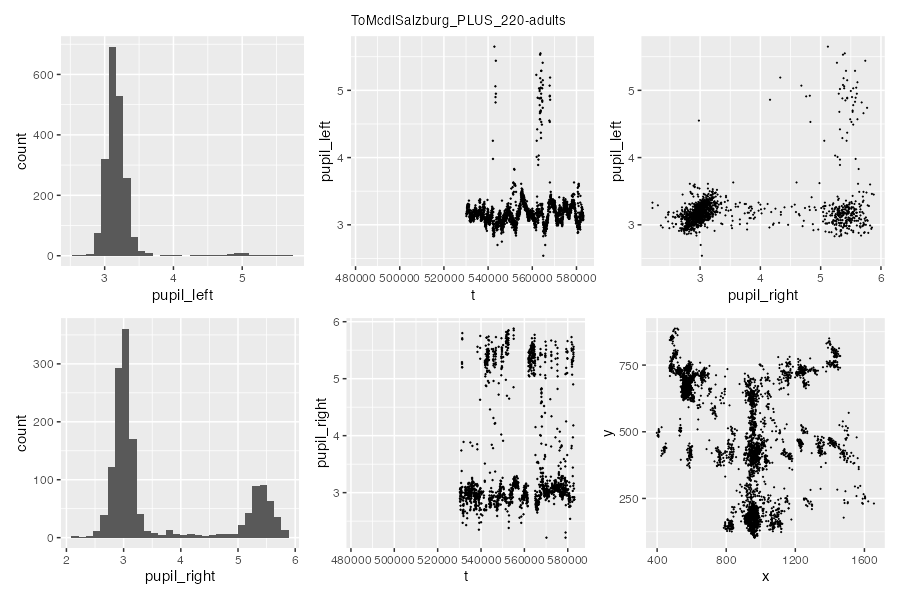 ToMcdlSalzburg_PLUS_220-adults
600
400
200
0
count
3 4 5
pupil_left
5
4
3
pupil_left
480000 500000 520000 540000 560000 580000
t
5
4
3
pupil_left
3 4 5 6
pupil_right
300
200
100
0
count
2 3 4 5 6
pupil_right
6
5
4
3
pupil_right
480000 500000 520000 540000 560000 580000
t
750
500
250
y
400 800 1200 1600
x